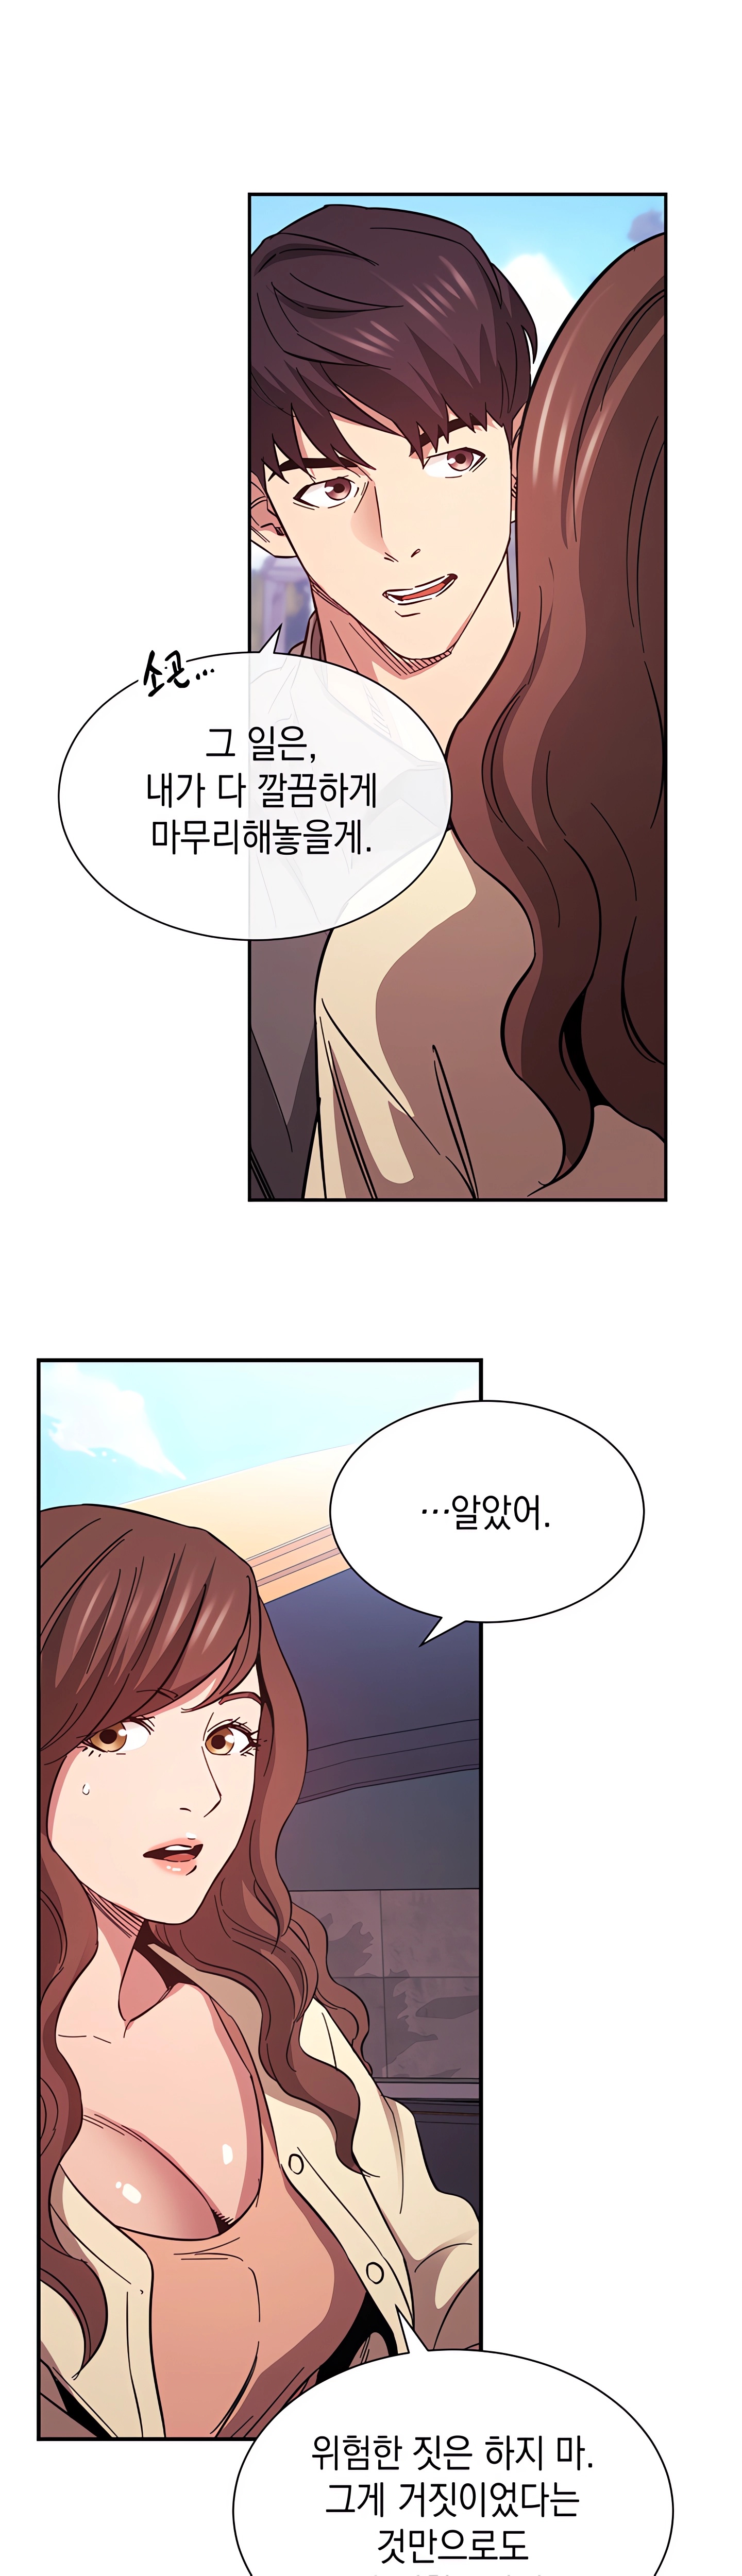 소곤...
그 일은,
내가 다 깔끔하게
마무리해놓을게.
…알았어.
위험한 짓은 하지 마.
그게 거짓이었다는
것만으로도